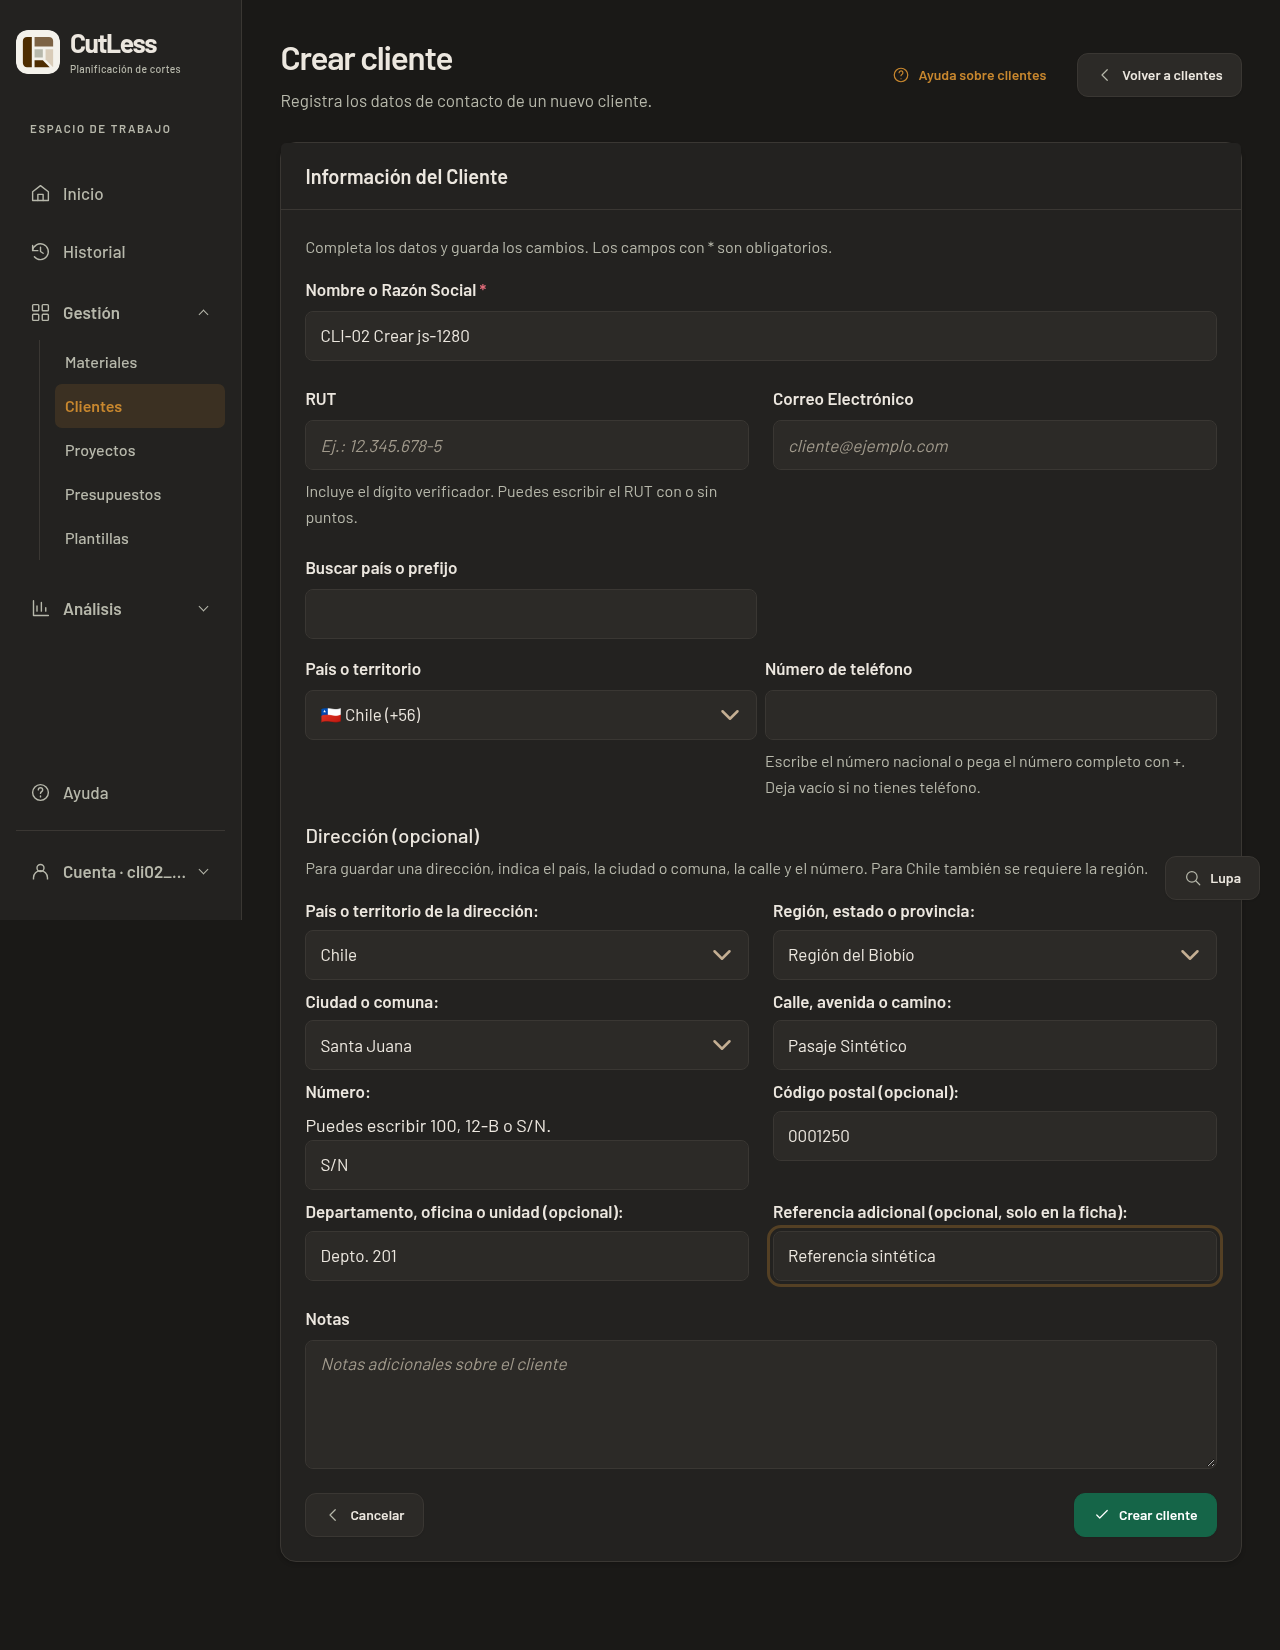 CutLess
Planificación de cortes
ESPACIO DE TRABAJO
Inicio
Historial
Gestión
Materiales
Clientes
Proyectos
Presupuestos
Plantillas
Análisis
Ayuda
Cuenta · cli02_...
Crear cliente
Registra los datos de contacto de un nuevo cliente.
Ayuda sobre clientes
Volver a clientes
Información del Cliente
Completa los datos y guarda los cambios. Los campos con * son obligatorios.
Nombre o Razón Social *
CLI-02 Crear js-1280
RUT
Correo Electrónico
Ej.: 12.345.678-5
cliente@ejemplo.com
Incluye el dígito verificador. Puedes escribir el RUT con o sin
puntos.
Buscar país o prefijo
País o territorio
Número de teléfono
🇨🇱 Chile (+56)
Escribe el número nacional o pega el número completo con +.
Deja vacío si no tienes teléfono.
Dirección (opcional)
Para guardar una dirección, indica el país, la ciudad o comuna, la calle y el número. Para Chile también se requiere la región.
Lupa
País o territorio de la dirección:
Región, estado o provincia:
Chile
Región del Biobío
Ciudad o comuna:
Calle, avenida o camino:
Santa Juana
Pasaje Sintético
Número:
Código postal (opcional):
Puedes escribir 100, 12-B o S/N.
0001250
S/N
Departamento, oficina o unidad (opcional):
Referencia adicional (opcional, solo en la ficha):
Depto. 201
Referencia sintética
Notas
Notas adicionales sobre el cliente
Cancelar
Crear cliente